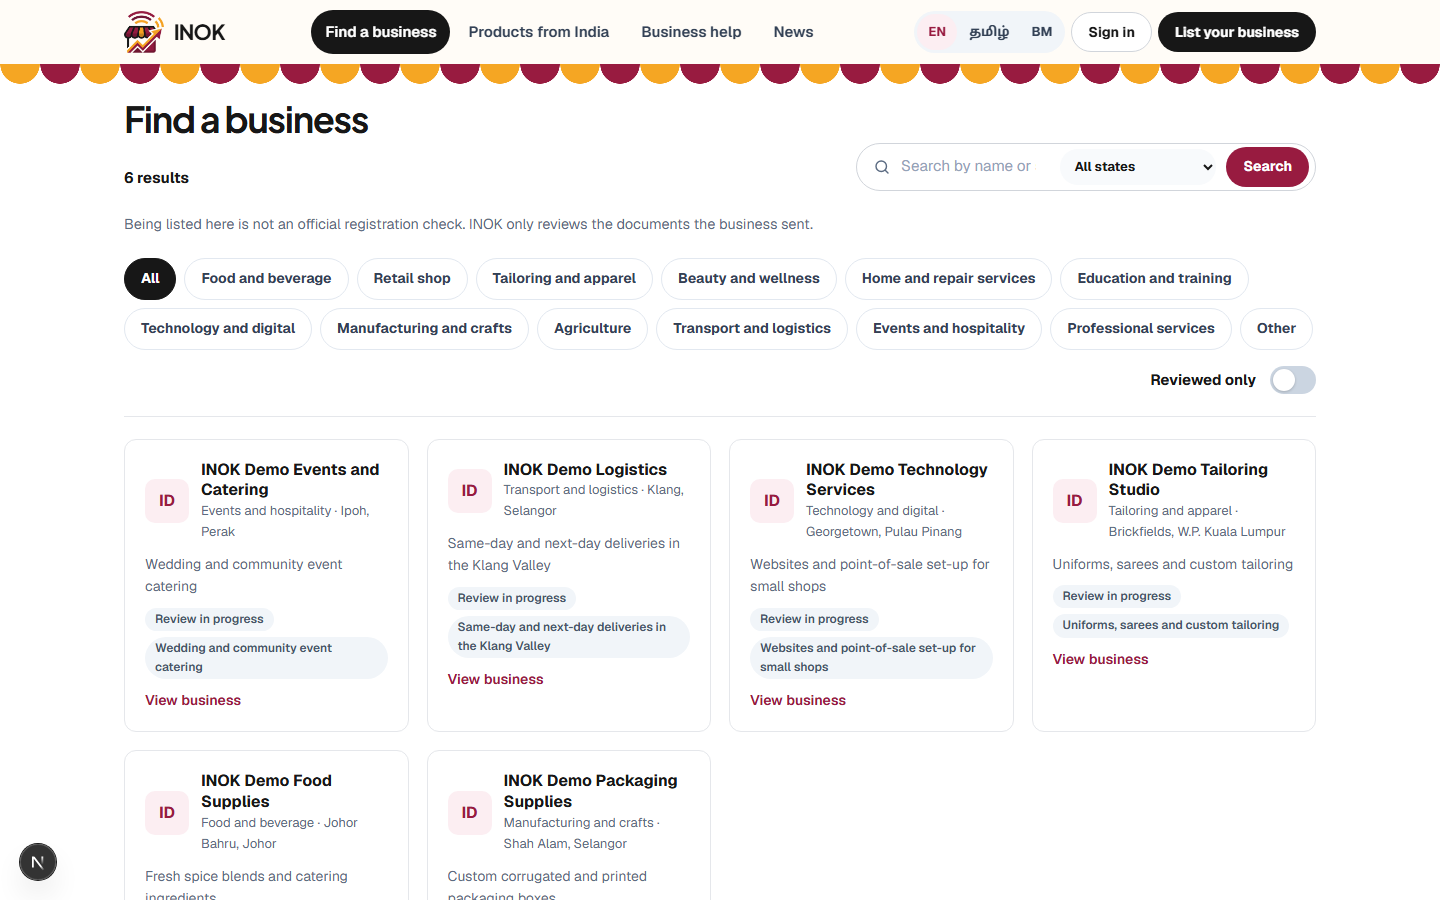 INOK
Find a business
Products from India
Business help
News
EN
தமிழ்
BM
Sign in
List your business
Find a business
6 results
Search by name or
All states
Search
Being listed here is not an official registration check. INOK only reviews the documents the business sent.
All
Food and beverage
Retail shop
Tailoring and apparel
Beauty and wellness
Home and repair services
Education and training
Technology and digital
Manufacturing and crafts
Agriculture
Transport and logistics
Events and hospitality
Professional services
Other
Reviewed only
ID
INOK Demo Events and
Catering
Events and hospitality · Ipoh,
Perak
Wedding and community event
catering
Review in progress
Wedding and community event
catering
View business
ID
INOK Demo Logistics
Transport and logistics · Klang,
Selangor
Same-day and next-day deliveries in
the Klang Valley
Review in progress
Same-day and next-day deliveries in
the Klang Valley
View business
ID
INOK Demo Technology
Services
Technology and digital ·
Georgetown, Pulau Pinang
Websites and point-of-sale set-up for
small shops
Review in progress
Websites and point-of-sale set-up for
small shops
View business
ID
INOK Demo Tailoring
Studio
Tailoring and apparel ·
Brickfields, W.P. Kuala Lumpur
Uniforms, sarees and custom tailoring
Review in progress
Uniforms, sarees and custom tailoring
View business
ID
INOK Demo Food
Supplies
Food and beverage · Johor
Bahru, Johor
Fresh spice blends and catering
ingredients
ID
INOK Demo Packaging
Supplies
Manufacturing and crafts ·
Shah Alam, Selangor
Custom corrugated and printed
packaging boxes
N